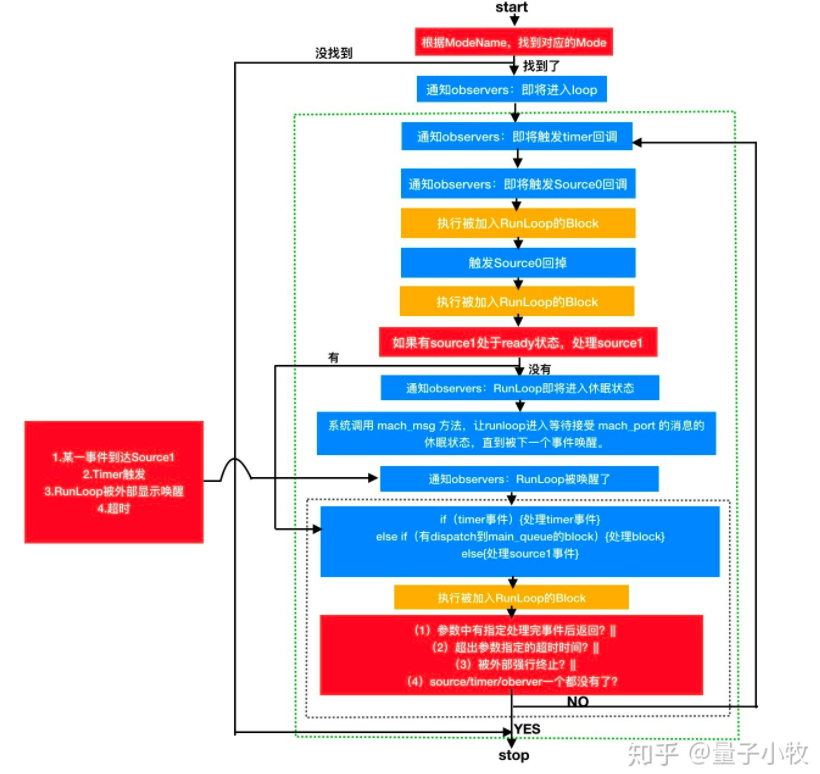 start
根据ModeName，找到对应的Mode
没找到
找到了
通知observers：即将进入loop
通知observers：即将触发timer回调
通知observers：即将触发Source0回调
执行被加入RunLoop的Block
触发Source0回掉
执行被加入RunLoop的Block
如果有source1处于ready状态，处理source1
有
没有
通知observers：RunLoop即将进入休眠状态
系统调用 mach_msg 方法，让runloop进入等待接受 mach_port 的消息的
休眠状态，直到被下一个事件唤醒。
1.某一事件到达Source1
2.Timer触发
3.RunLoop被外部显示唤醒
4.超时
通知observers：RunLoop被唤醒了
if（timer事件）{处理timer事件}
else if（有dispatch到main_queue的block）{处理block}
else{处理source1事件}
执行被加入RunLoop的Block
（1）参数中有指定处理完事件后返回？||
（2）超出参数指定的超时时间？||
（3）被外部强行终止？||
（4）source/timer/oberver一个都没有了？
NO
YES
stop
知乎 @量子小牧